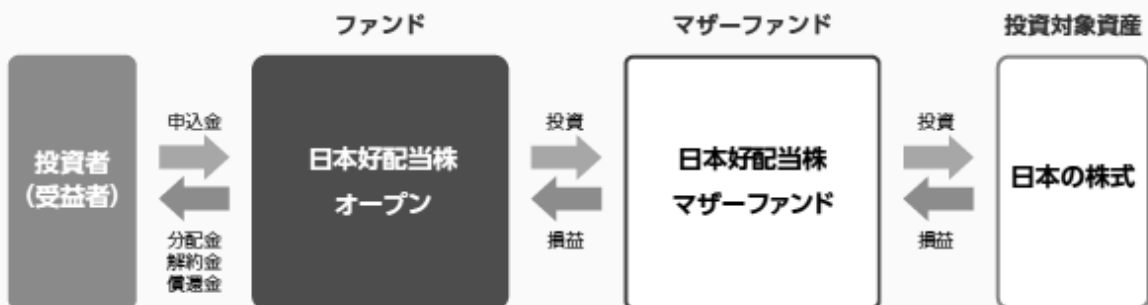 ファンド
マザーファンド
投資対象資産
投資者
(受益者)
申込金
分配金
解約金
償還金
日本好配当株
オープン
投資
損益
日本好配当株
マザーファンド
投資
損益
日本の株式